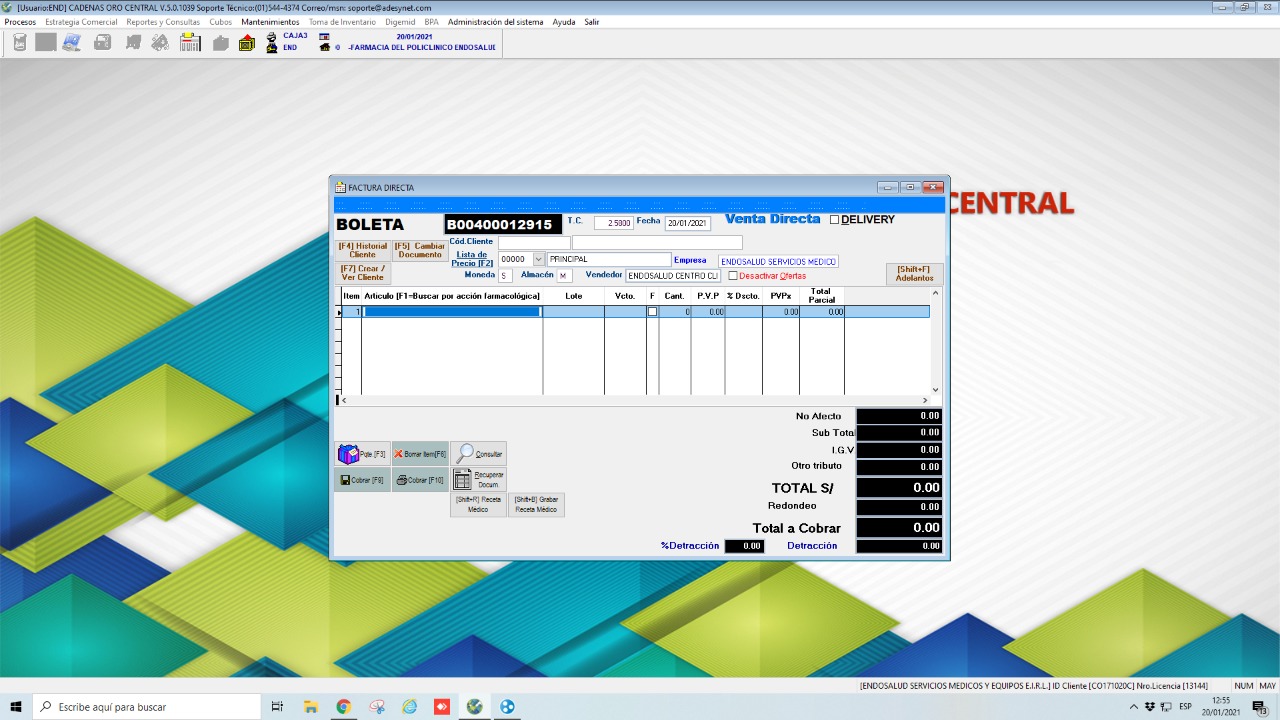 [Usuario:END] CADENAS ORO CENTRAL V.5.0.1039 Soporte Técnico:(01)544-4374 Correo/msn: soporte@adesynet.com
Procesos Estrategia Comercial Reportes y Consultas Cubos Mantenimientos Toma de Inventario Digemid BPA Administración del sistema Ayuda Salir
CAJA3 20/01/2021
END 0 -FARMACIA DEL POLICLINICO ENDOSALUD
CENTRAL
FACTURA DIRECTA
BOLETA B00400012915 T.C. 2.5000 Fecha 20/01/2021 Venta Directa DELIVERY
[F4] Historial Cliente [F5] Cambiar Documento Cód.Cliente
Lista de Precio [F2] 00000 PRINCIPAL Empresa ENDOSALUD SERVICIOS MEDICO
[F7] Crear / Ver Cliente Moneda S Almacén M Vendedor ENDOSALUD CENTRO CLI Desactivar Ofertas [Shift+F] Adelantos
Item Articulo [F1=Buscar por acción farmacológica] Lote Vcto. F Cant. P.V.P % Dscto. PVPx Total Parcial
1 0 0.00 0.00 0.00
No Afecto 0.00
Sub Total 0.00
I.G.V 0.00
Otro tributo 0.00
TOTAL S/ 0.00
Redondeo 0.00
Total a Cobrar 0.00
%Detracción 0.00 Detracción 0.00
Pqte.[F3] Borrar Item[F6] Consultar
Cobrar [F9] Cobrar [F10] Recuperar Docum.
[Shift+R] Receta Médico [Shift+B] Grabar Receta Médico
[ENDOSALUD SERVICIOS MEDICOS Y EQUIPOS E.I.R.L.] ID Cliente [CO171020C] Nro.Licencia [13144] NUM MAY
Escribe aquí para buscar
ESP
12:55
20/01/2021
13